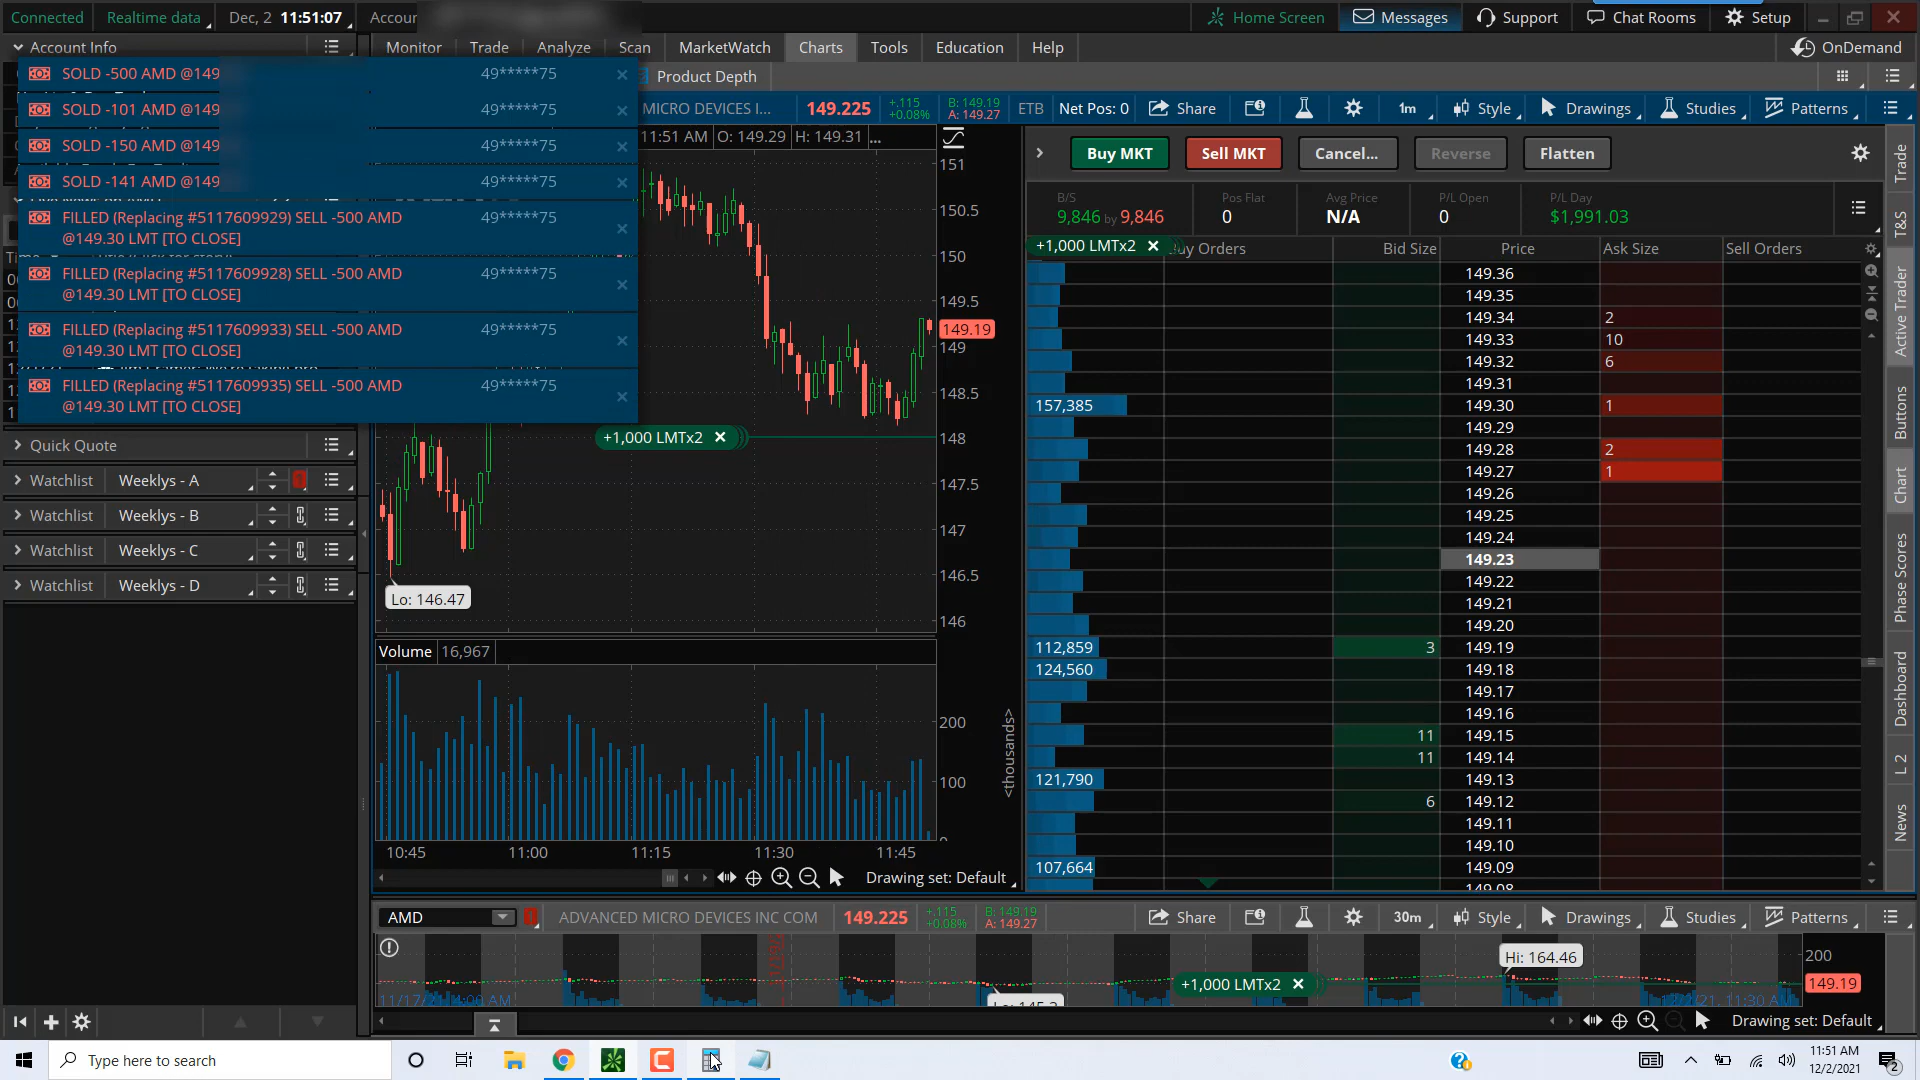 Connected Realtime data Dec, 2 11:51:07 Home Screen Messages Support Chat Rooms Setup
Account Info Monitor Trade Analyze Scan MarketWatch Charts Tools Education Help OnDemand
Product Depth
SOLD -500 AMD @149 49*****75
SOLD -101 AMD @149 49*****75
SOLD -150 AMD @149 49*****75
SOLD -141 AMD @149 49*****75
FILLED (Replacing #5117609929) SELL -500 AMD 49*****75
@149.30 LMT [TO CLOSE]
FILLED (Replacing #5117609928) SELL -500 AMD 49*****75
@149.30 LMT [TO CLOSE]
FILLED (Replacing #5117609933) SELL -500 AMD 49*****75
@149.30 LMT [TO CLOSE]
FILLED (Replacing #5117609935) SELL -500 AMD 49*****75
@149.30 LMT [TO CLOSE]
Quick Quote
Watchlist Weeklys - A
Watchlist Weeklys - B
Watchlist Weeklys - C
Watchlist Weeklys - D
MICRO DEVICES I... 149.225 +.115 +0.08% B: 149.19 A: 149.27 ETB Net Pos: 0 Share 1m Style Drawings Studies Patterns
11:51 AM O: 149.29 H: 149.31 ...
151
150.5
150
149.5
149.19
149
148.5
148
147.5
147
146.5
146
+1,000 LMTx2
Lo: 146.47
Volume 16,967
200
100
<thousands>
10:45 11:00 11:15 11:30 11:45
Drawing set: Default
Buy MKT Sell MKT Cancel... Reverse Flatten
B/S Pos Flat Avg Price P/L Open P/L Day
9,846 by 9,846 0 N/A 0 $1,991.03
+1,000 LMTx2 Orders Bid Size Price Ask Size Sell Orders
149.36
149.35
149.34 2
149.33 10
149.32 6
149.31
157,385 149.30 1
149.29
149.28 2
149.27 1
149.26
149.25
149.24
149.23
149.22
149.21
149.20
112,859 3 149.19
124,560 149.18
149.17
149.16
11 149.15
11 149.14
121,790 149.13
6 149.12
149.11
149.10
107,664 149.09
149.08
Trade
T&S
Active Trader
Buttons
Chart
Phase Scores
Dashboard
L 2
News
AMD ADVANCED MICRO DEVICES INC COM 149.225 +.115 +0.08% B: 149.19 A: 149.27 Share 30m Style Drawings Studies Patterns
Hi: 164.46
200
149.19
+1,000 LMTx2
11/17/21 4:00 AM
Drawing set: Default
Type here to search
11:51 AM
12/2/2021
2